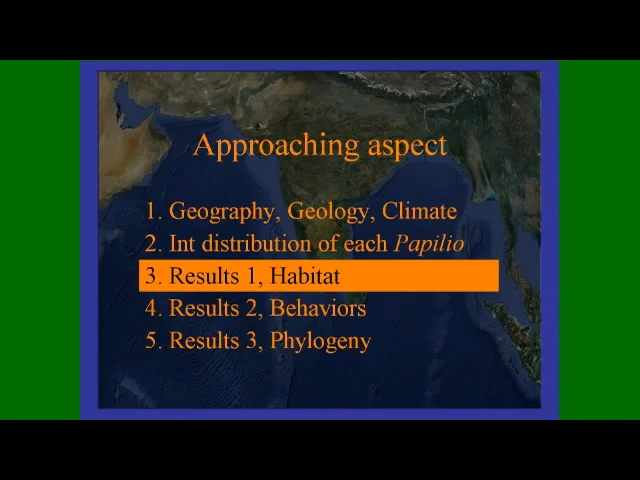 Approaching aspect
1. Geography, Geology, Climate
2. Int distribution of each Papilio
3. Results 1, Habitat
4. Results 2, Behaviors
5. Results 3, Phylogeny